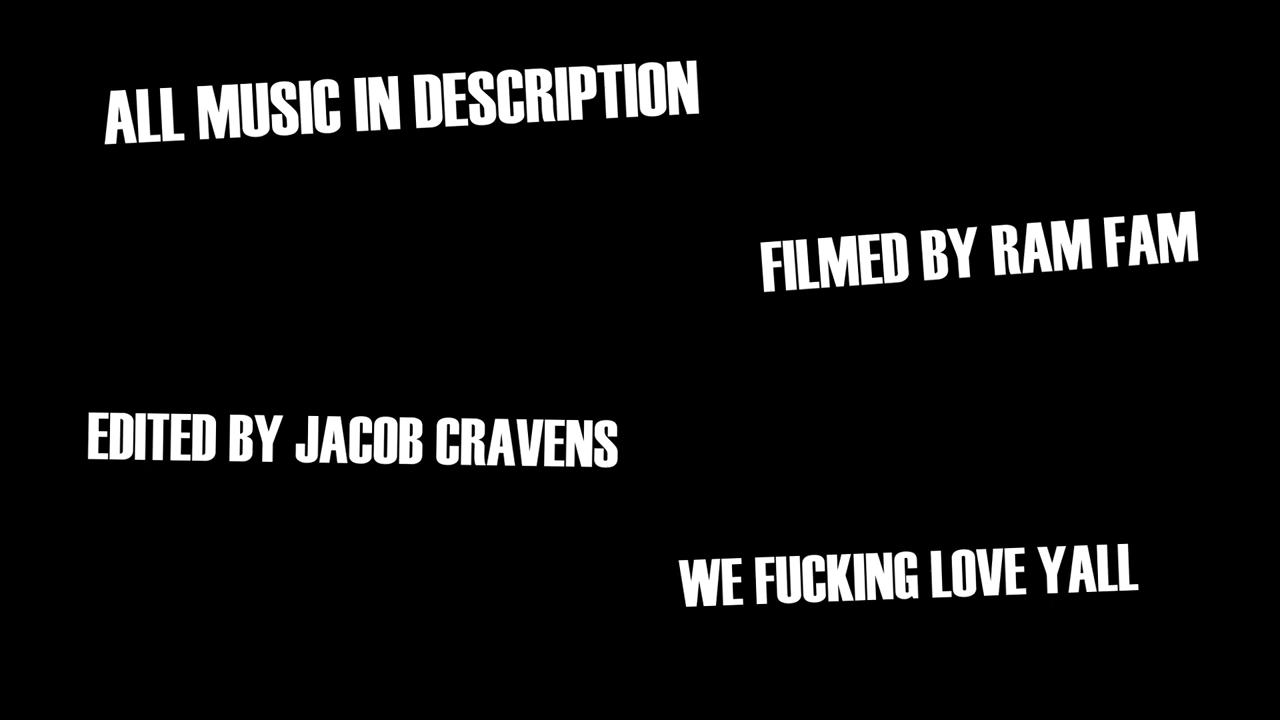 ALL MUSIC IN DESCRIPTION
FILMED BY RAM FAM
EDITED BY JACOB CRAVENS
WE FUCKING LOVE YALL